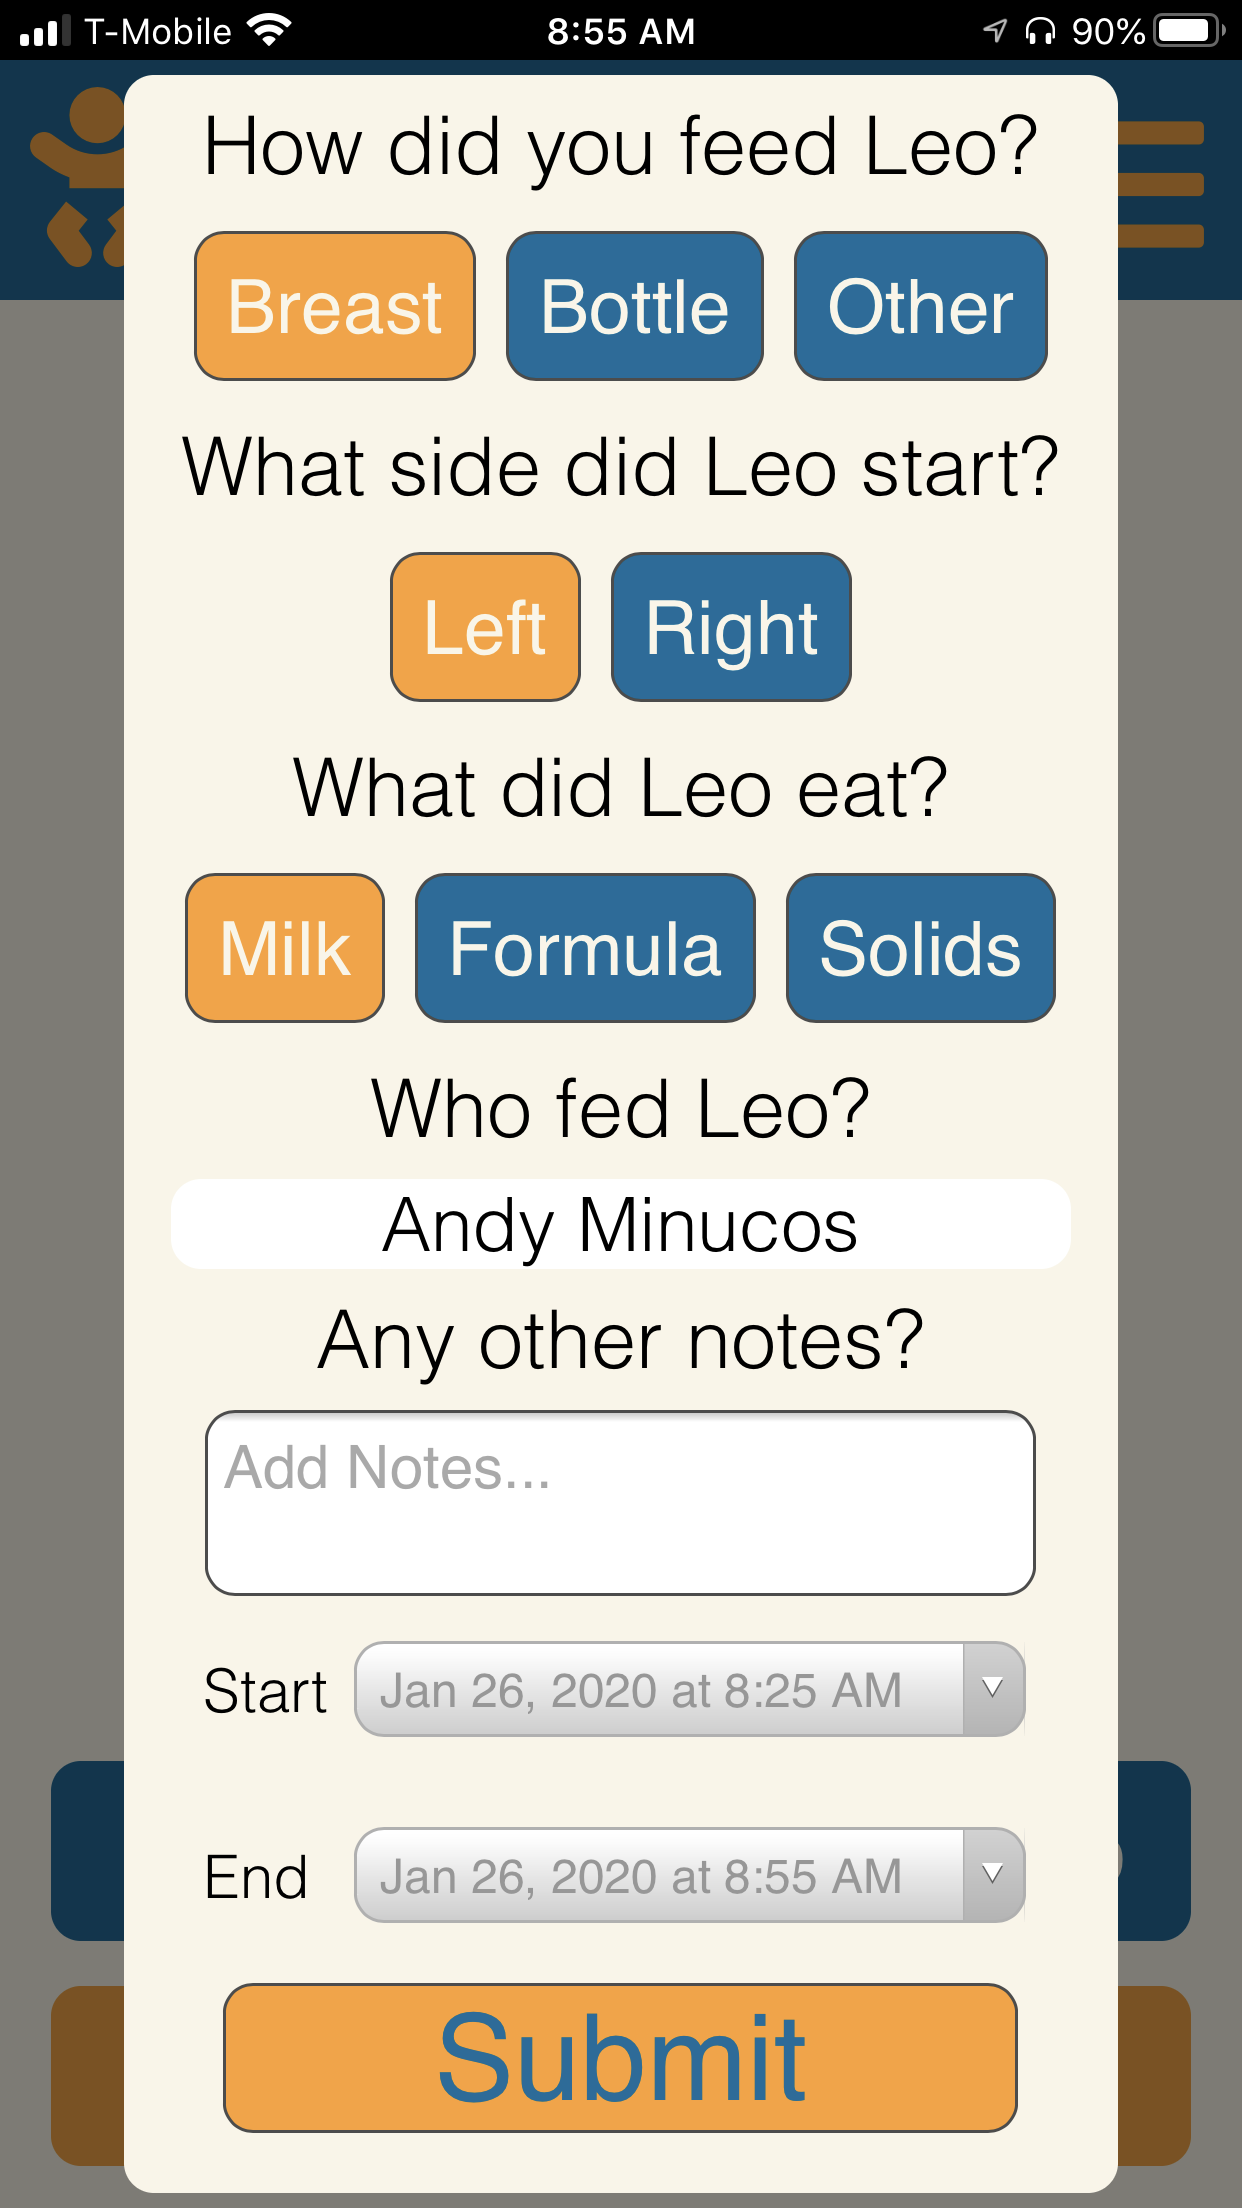 T-Mobile 8:55 AM 90%
How did you feed Leo?
Breast Bottle Other
What side did Leo start?
Left Right
What did Leo eat?
Milk Formula Solids
Who fed Leo?
Andy Minucos
Any other notes?
Add Notes...
Start Jan 26, 2020 at 8:25 AM
End Jan 26, 2020 at 8:55 AM
Submit